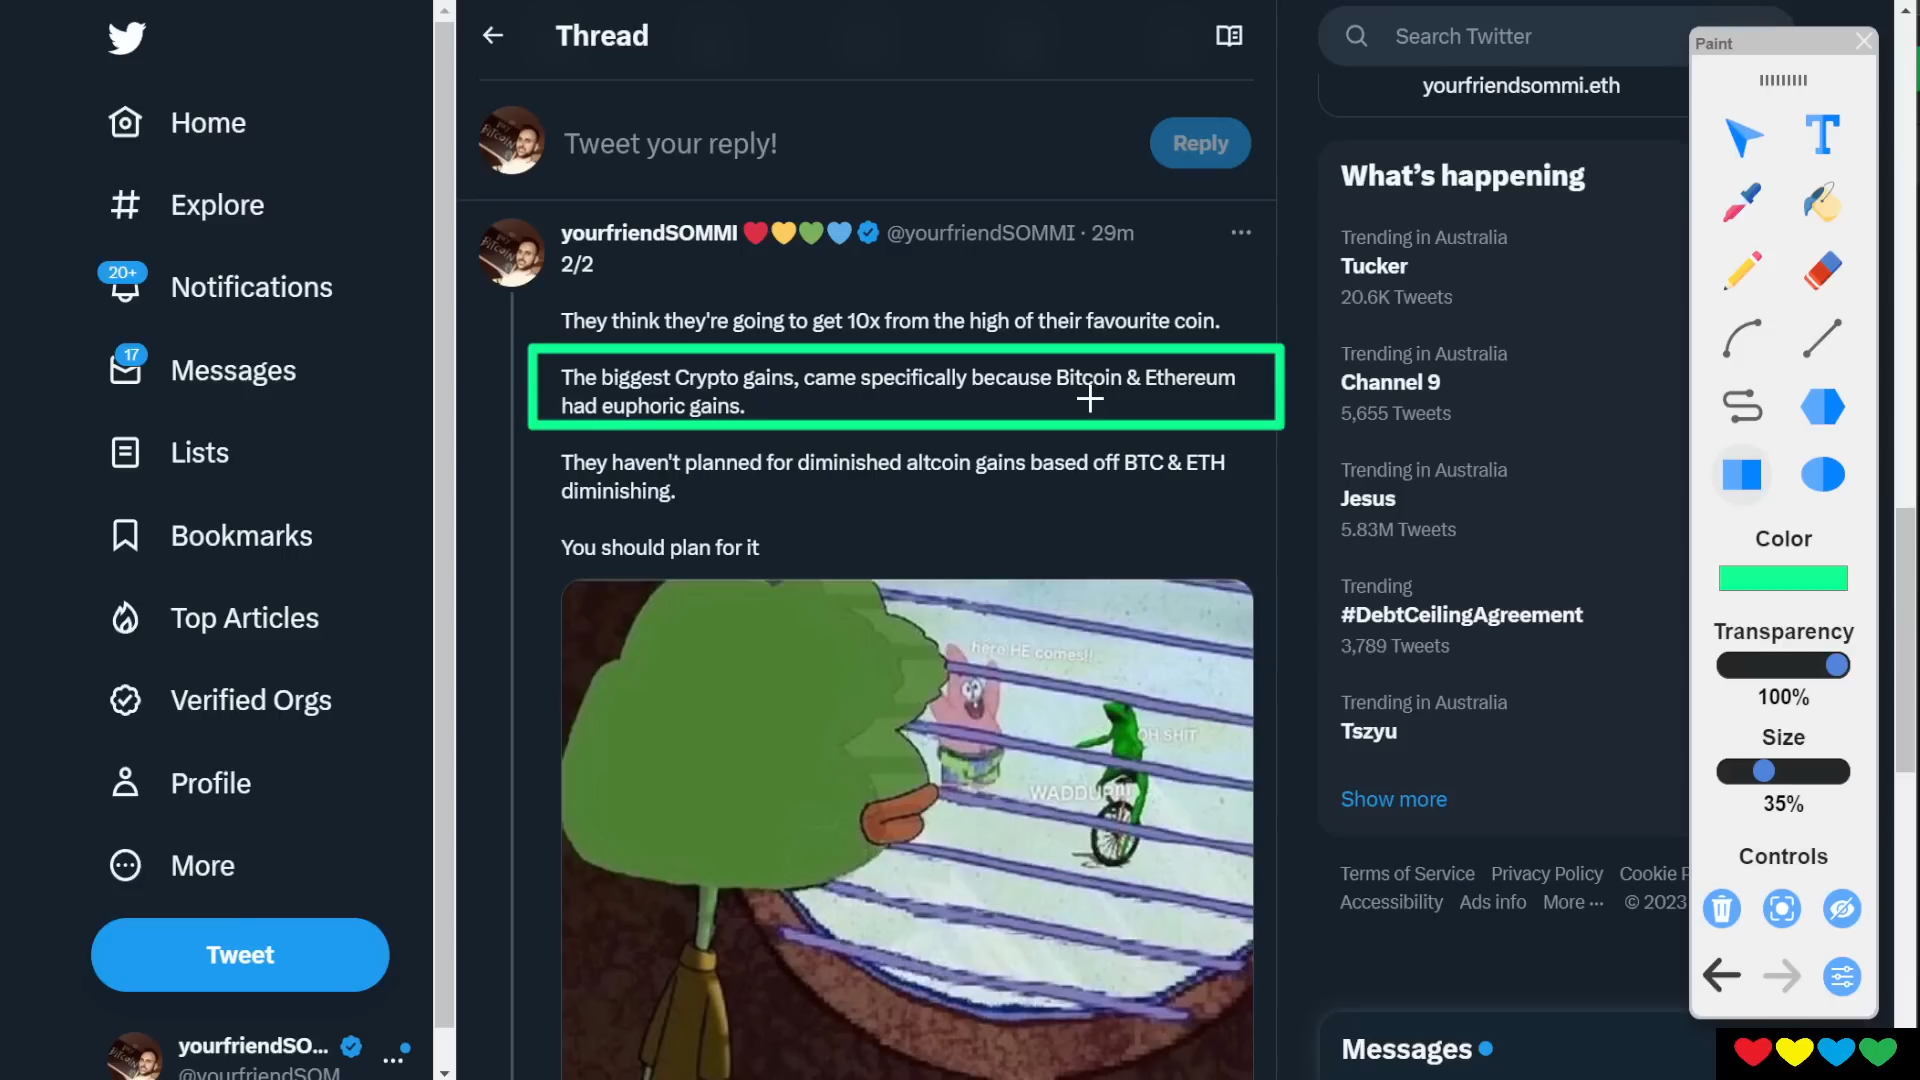 Home
Explore
20+
Notifications
17
Messages
Lists
Bookmarks
Top Articles
Verified Orgs
Profile
More
Tweet
yourfriendSO...
@yourfriendSOM
Thread
Tweet your reply!
Reply
yourfriendSOMMI @yourfriendSOMMI · 29m
2/2
They think they're going to get 10x from the high of their favourite coin.
The biggest Crypto gains, came specifically because Bitcoin & Ethereum
had euphoric gains.
They haven't planned for diminished altcoin gains based off BTC & ETH
diminishing.
You should plan for it
here HE comes!!
OH SHIT
WADDUP!!!
Search Twitter
yourfriendsommi.eth
What's happening
Trending in Australia
Tucker
20.6K Tweets
Trending in Australia
Channel 9
5,655 Tweets
Trending in Australia
Jesus
5.83M Tweets
Trending
#DebtCeilingAgreement
3,789 Tweets
Trending in Australia
Tszyu
Show more
Terms of Service Privacy Policy Cookie P
Accessibility Ads info More ··· © 2023
Messages
Paint
T
Color
Transparency
100%
Size
35%
Controls